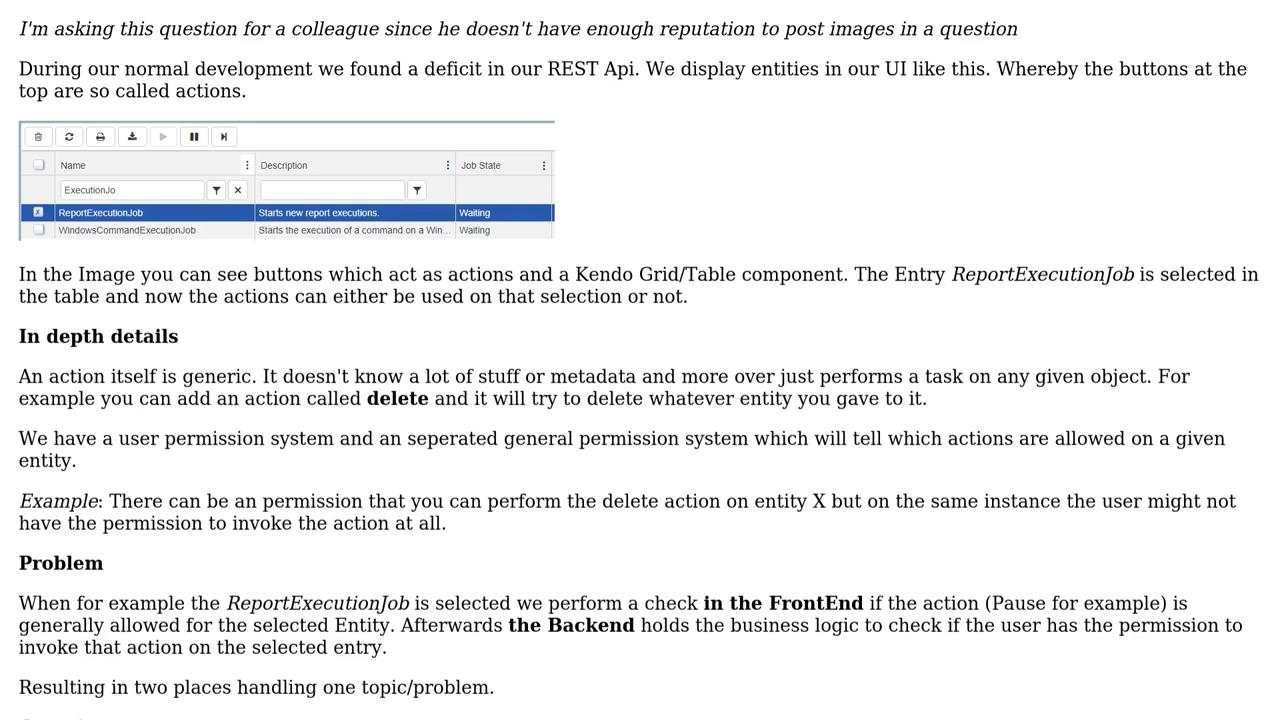 I'm asking this question for a colleague since he doesn't have enough reputation to post images in a question
During our normal development we found a deficit in our REST Api. We display entities in our UI like this. Whereby the buttons at the
top are so called actions.
Name Description Job State
ExecutionJo
ReportExecutionJob Starts new report executions. Waiting
WindowsCommandExecutionJob Starts the execution of a command on a Win... Waiting
In the Image you can see buttons which act as actions and a Kendo Grid/Table component. The Entry ReportExecutionJob is selected in
the table and now the actions can either be used on that selection or not.
In depth details
An action itself is generic. It doesn't know a lot of stuff or metadata and more over just performs a task on any given object. For
example you can add an action called delete and it will try to delete whatever entity you gave to it.
We have a user permission system and an seperated general permission system which will tell which actions are allowed on a given
entity.
Example: There can be an permission that you can perform the delete action on entity X but on the same instance the user might not
have the permission to invoke the action at all.
Problem
When for example the ReportExecutionJob is selected we perform a check in the FrontEnd if the action (Pause for example) is
generally allowed for the selected Entity. Afterwards the Backend holds the business logic to check if the user has the permission to
invoke that action on the selected entry.
Resulting in two places handling one topic/problem.